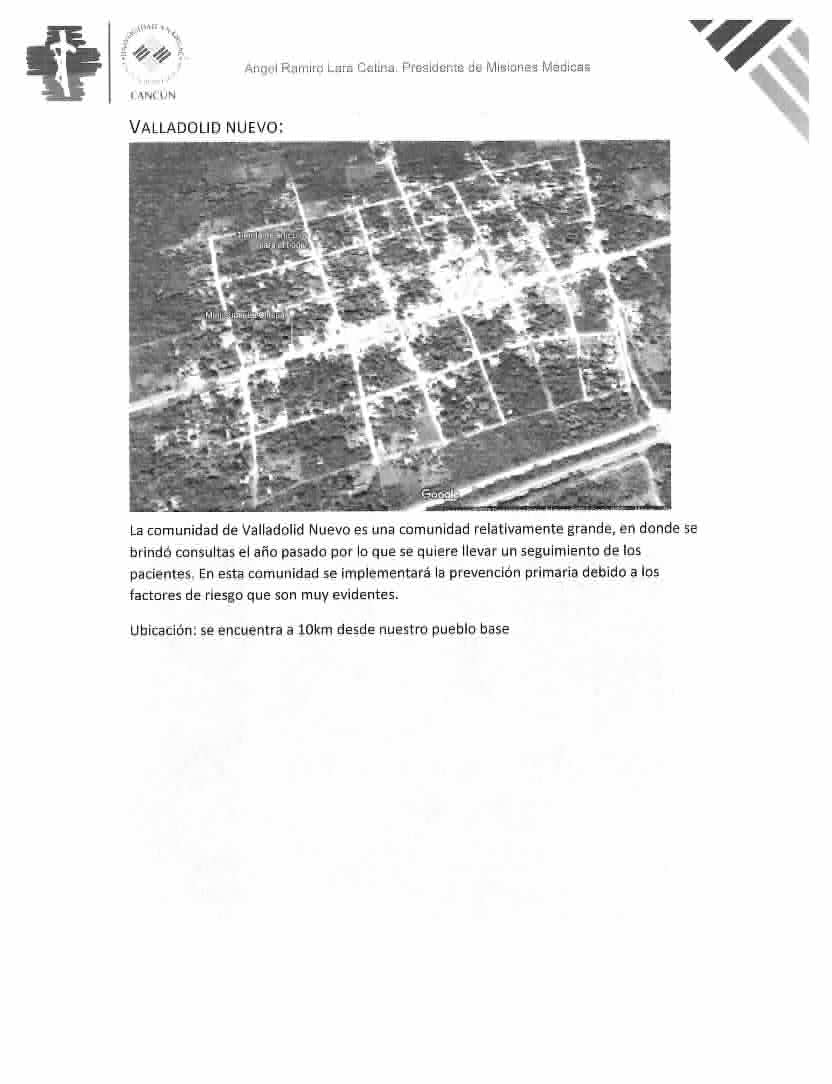 Angel Ramiro Lara Cetina. Presidente de Misiones Medicas
CANCÚN
VALLADOLID NUEVO:
Google
La comunidad de Valladolid Nuevo es una comunidad relativamente grande, en donde se
brindó consultas el año pasado por lo que se quiere llevar un seguimiento de los
pacientes. En esta comunidad se implementará la prevención primaria debido a los
factores de riesgo que son muy evidentes.
Ubicación: se encuentra a 10km desde nuestro pueblo base